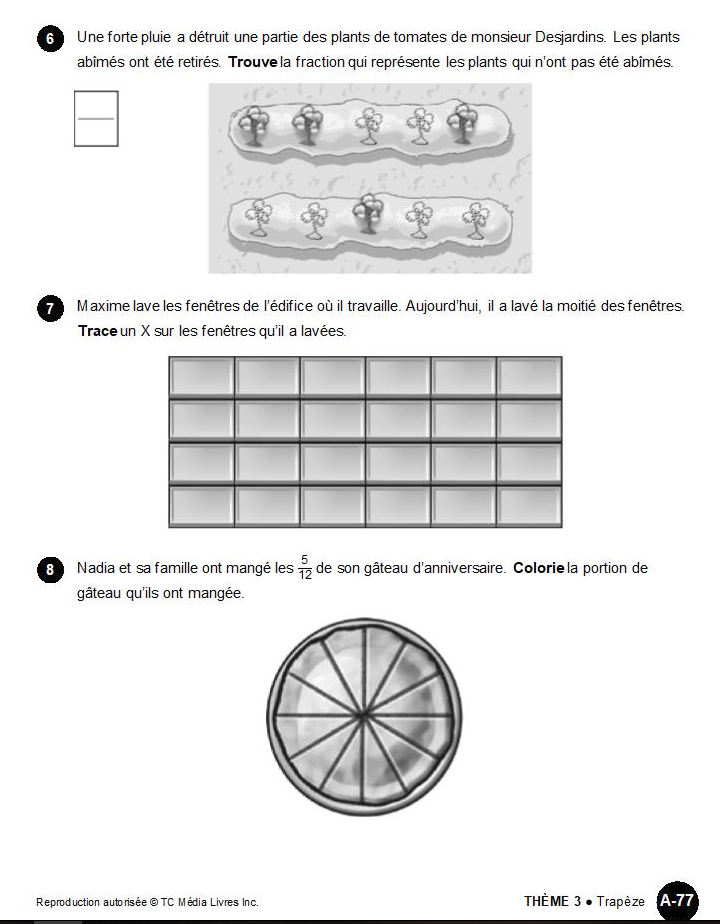 6 Une forte pluie a détruit une partie des plants de tomates de monsieur Desjardins. Les plants
abîmés ont été retirés. Trouve la fraction qui représente les plants qui n'ont pas été abîmés.
7 Maxime lave les fenêtres de l'édifice où il travaille. Aujourd'hui, il a lavé la moitié des fenêtres.
Trace un X sur les fenêtres qu'il a lavées.
8 Nadia et sa famille ont mangé les 5/12 de son gâteau d'anniversaire. Colorie la portion de
gâteau qu'ils ont mangée.
Reproduction autorisée © TC Média Livres Inc.
THÈME 3 • Trapèze A-77